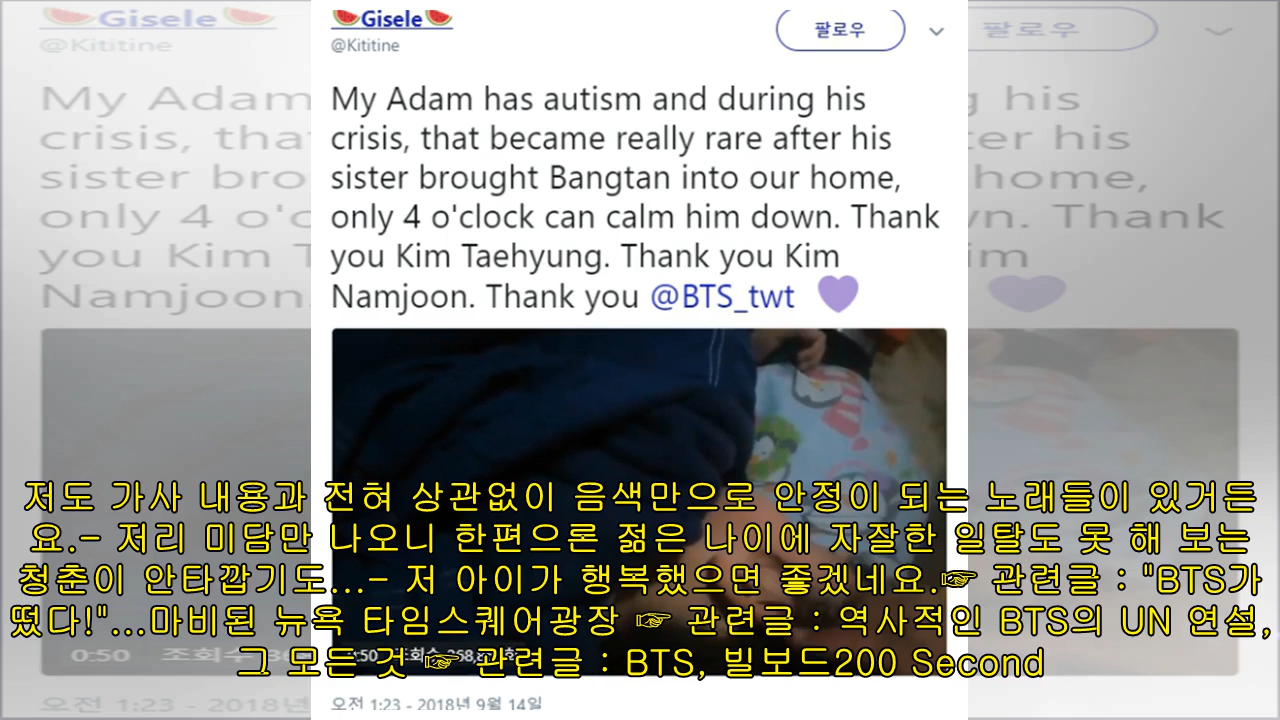 🍉Gisele🍉
@Kititine
팔로우
My Adam has autism and during his
crisis, that became really rare after his
sister brought Bangtan into our home,
only 4 o'clock can calm him down. Thank
you Kim Taehyung. Thank you Kim
Namjoon. Thank you @BTS_twt 💜
저도 가사 내용과 전혀 상관없이 음색만으로 안정이 되는 노래들이 있거든
요.- 저리 미담만 나오니 한편으론 젊은 나이에 자잘한 일탈도 못 해 보는
청춘이 안타깝기도...- 저 아이가 행복했으면 좋겠네요.☞ 관련글 : "BTS가
떴다!"...마비된 뉴욕 타임스퀘어광장 ☞ 관련글 : 역사적인 BTS의 UN 연설,
그 모든 것 ☞ 관련글 : BTS, 빌보드200 Second
0:50 조회수
오전 1:23 - 2018년 9월 14일